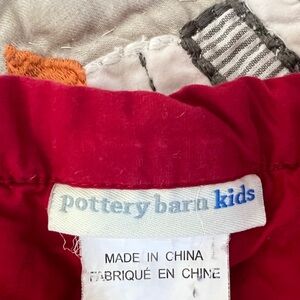 pottery barn kids
MADE IN CHINA
FABRIQUÉ EN CHINE